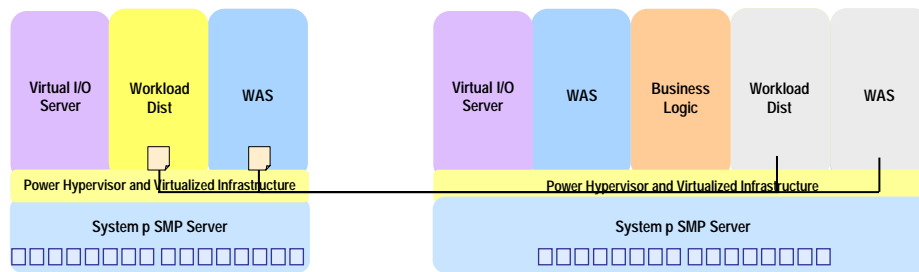 Virtual I/O
Server
Workload
Dist
WAS
Power Hypervisor and Virtualized Infrastructure
System p SMP Server
Virtual I/O
Server
WAS
Business
Logic
Workload
Dist
WAS
Power Hypervisor and Virtualized Infrastructure
System p SMP Server